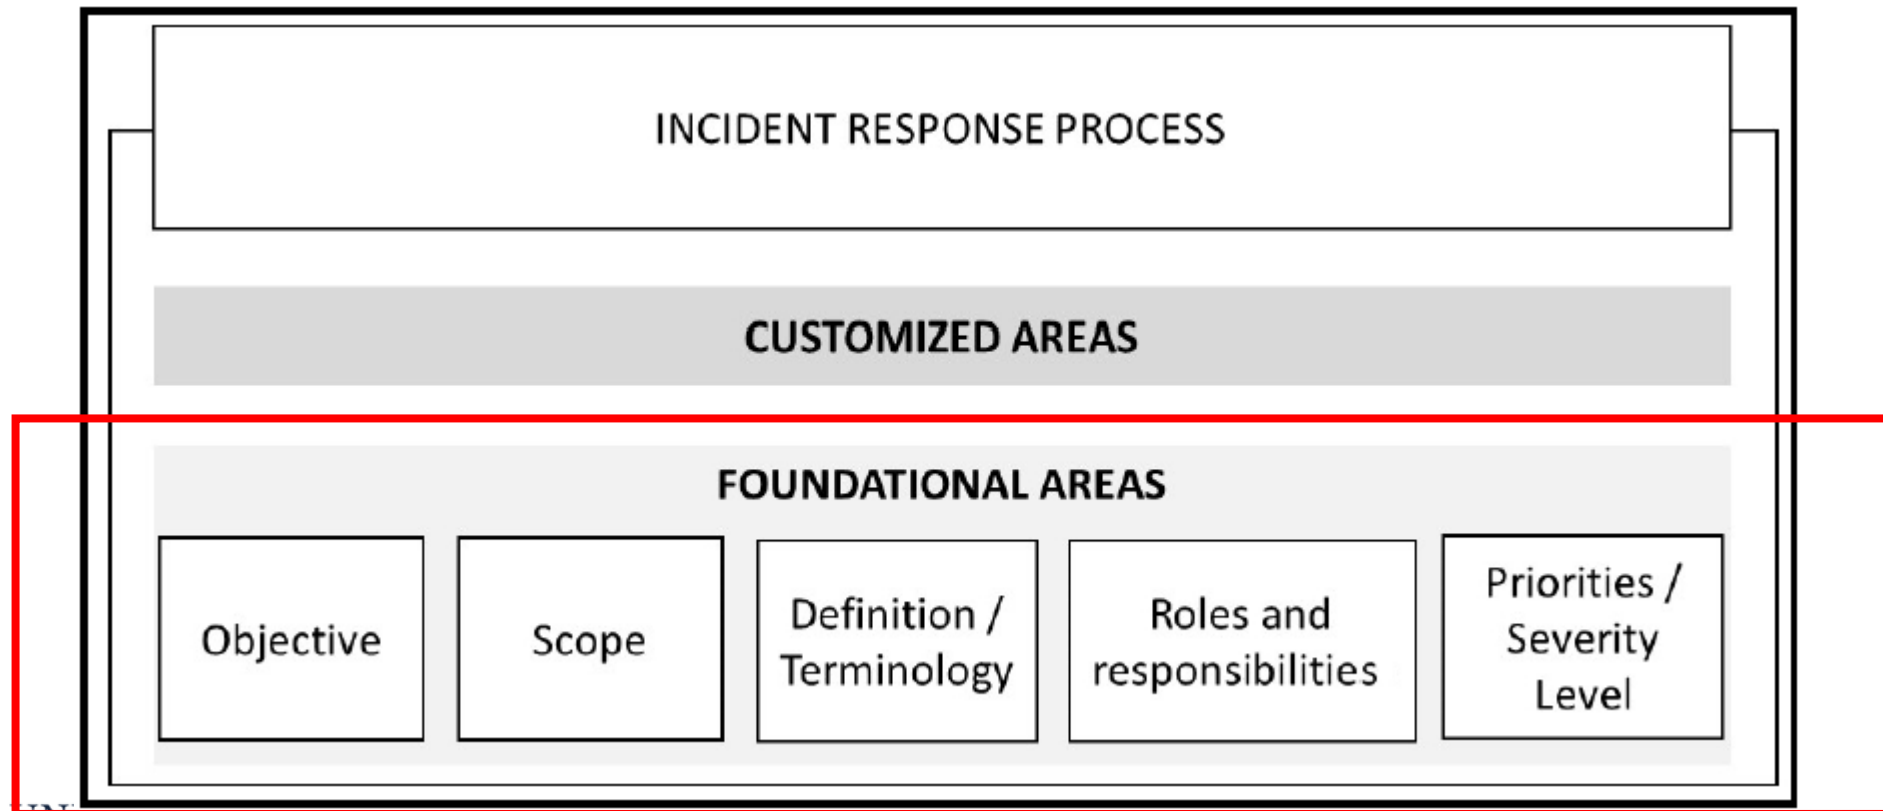 INCIDENT RESPONSE PROCESS
CUSTOMIZED AREAS
FOUNDATIONAL AREAS
Objective
Scope
Definition /
Terminology
Roles and
responsibilities
Priorities /
Severity
Level